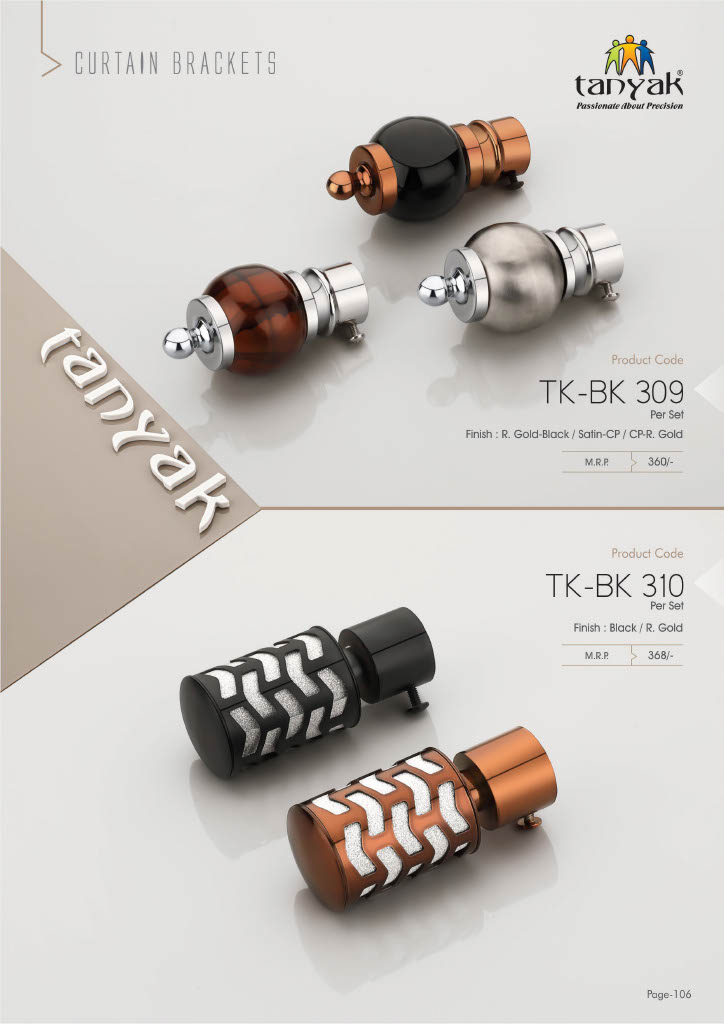 CURTAIN BRACKETS
tanyak®
Passionate About Precision
Product Code
TK-BK 309
Per Set
Finish : R. Gold-Black / Satin-CP / CP-R. Gold
M.R.P. 360/-
tanyak
Product Code
TK-BK 310
Per Set
Finish : Black / R. Gold
M.R.P. 368/-
Page-106